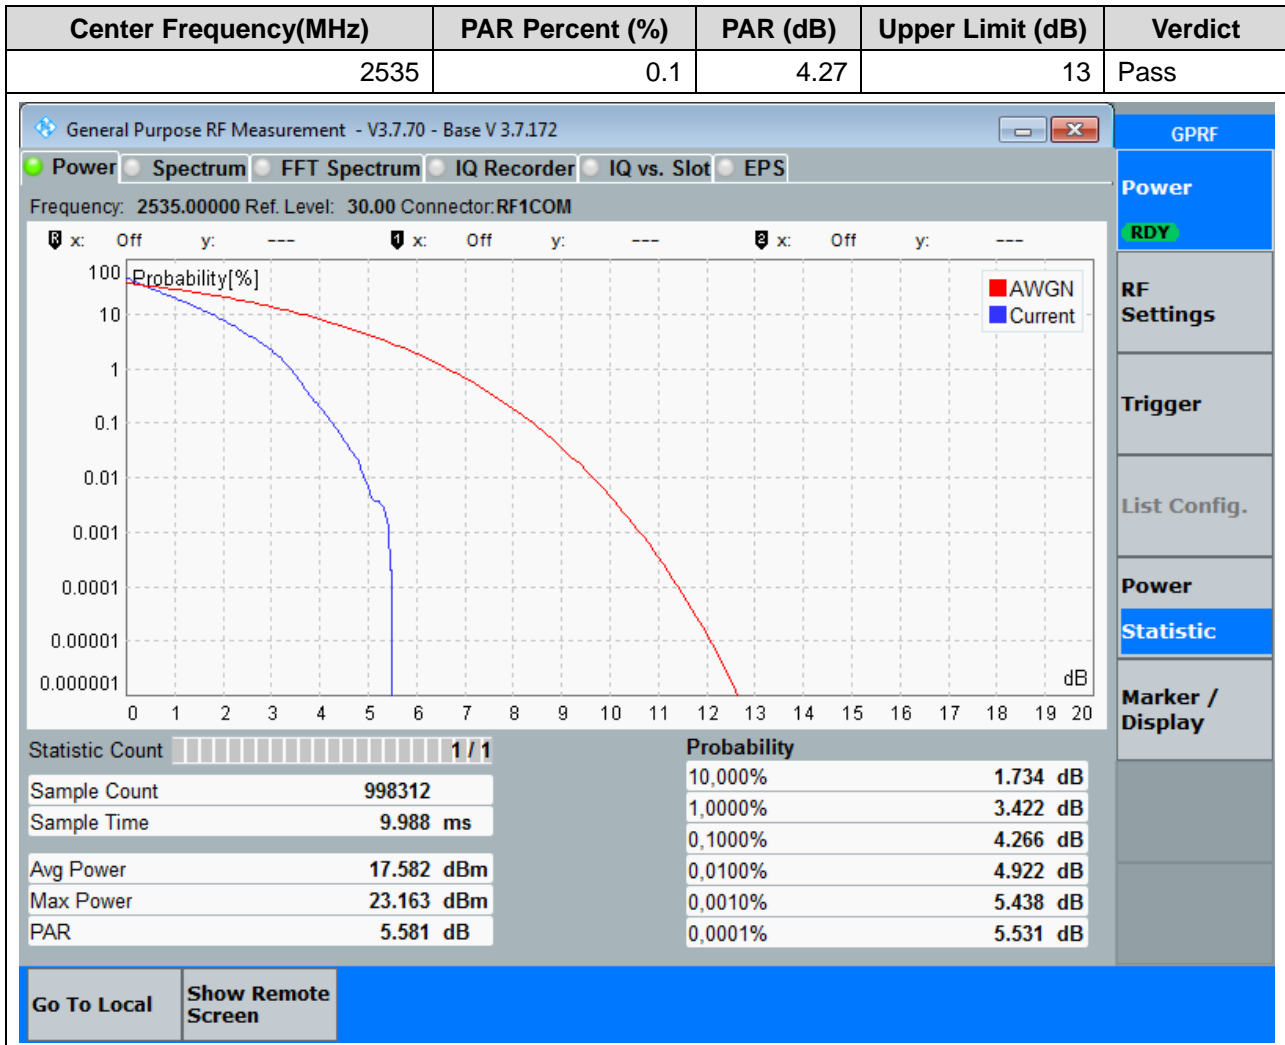 Center Frequency(MHz) PAR Percent (%) PAR (dB) Upper Limit (dB) Verdict
2535 0.1 4.27 13 Pass
General Purpose RF Measurement - V3.7.70 - Base V 3.7.172
GPRF
Power Spectrum FFT Spectrum IQ Recorder IQ vs. Slot EPS
Frequency: 2535.00000 Ref. Level: 30.00 Connector: RF1COM
R x: Off y: --- 1 x: Off y: --- 2 x: Off y: ---
Probability[%]
AWGN
Current
100
10
1
0.1
0.01
0.001
0.0001
0.00001
0.000001
dB
0 1 2 3 4 5 6 7 8 9 10 11 12 13 14 15 16 17 18 19 20
Statistic Count 1 / 1
Sample Count 998312
Sample Time 9.988 ms
Avg Power 17.582 dBm
Max Power 23.163 dBm
PAR 5.581 dB
Probability
10,000% 1.734 dB
1,0000% 3.422 dB
0,1000% 4.266 dB
0,0100% 4.922 dB
0,0010% 5.438 dB
0,0001% 5.531 dB
Power
RDY
RF
Settings
Trigger
List Config.
Power
Statistic
Marker /
Display
Go To Local
Show Remote
Screen